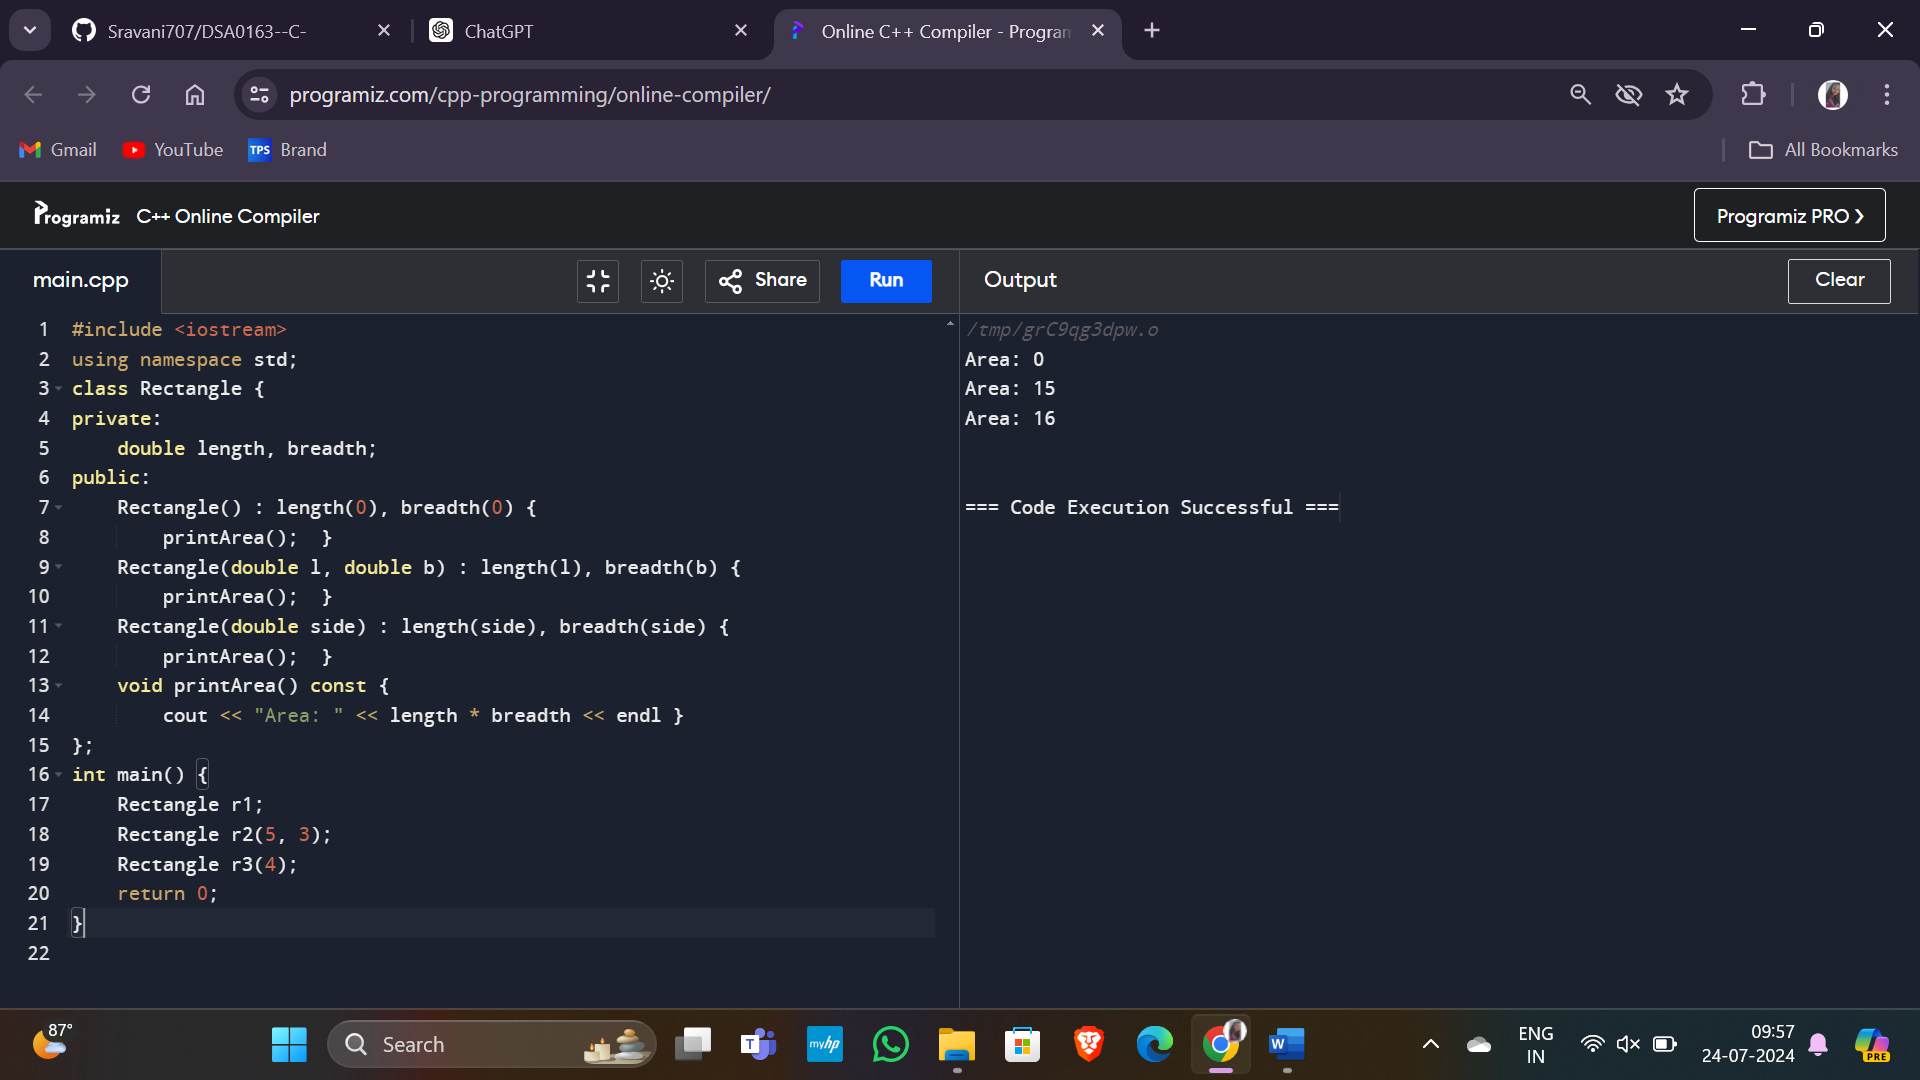 Sravani707/DSA0163--C-
ChatGPT
Online C++ Compiler - Program
programiz.com/cpp-programming/online-compiler/
Gmail
YouTube
TPS
Brand
All Bookmarks
Programiz
C++ Online Compiler
Programiz PRO
main.cpp
Share
Run
Output
Clear
1 #include <iostream>
2 using namespace std;
3 class Rectangle {
4 private:
5     double length, breadth;
6 public:
7     Rectangle() : length(0), breadth(0) {
8         printArea();  }
9     Rectangle(double l, double b) : length(l), breadth(b) {
10         printArea();  }
11     Rectangle(double side) : length(side), breadth(side) {
12         printArea();  }
13     void printArea() const {
14         cout << "Area: " << length * breadth << endl }
15 };
16 int main() {
17     Rectangle r1;
18     Rectangle r2(5, 3);
19     Rectangle r3(4);
20     return 0;
21 }
22
/tmp/grC9qg3dpw.o
Area: 0
Area: 15
Area: 16
=== Code Execution Successful ===
87°
Search
T
myhp
W
ENG
IN
09:57
24-07-2024
PRE